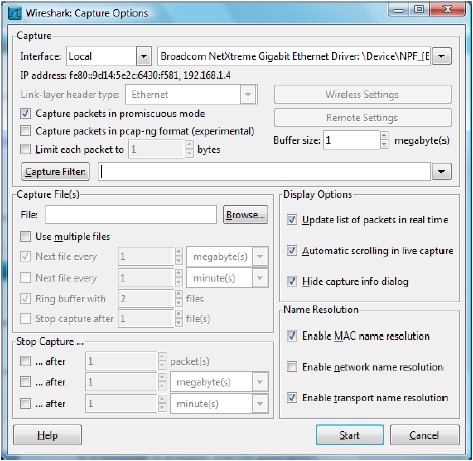 Wireshark: Capture Options
Capture
Interface: Local Broadcom NetXtreme Gigabit Ethernet Driver: \Device\NPF_{E
IP address: fe80::9d14:5e2c:6430:f581, 192.168.1.4
Link-layer header type: Ethernet
Wireless Settings
Remote Settings
Capture packets in promiscuous mode
Capture packets in pcap-ng format (experimental)
Limit each packet to 1 bytes
Buffer size: 1 megabyte(s)
Capture Filter:
Capture File(s)
File: Browse...
Use multiple files
Next file every 1 megabyte(s)
Next file every 1 minute(s)
Ring buffer with 2 files
Stop capture after 1 file(s)
Stop Capture ...
... after 1 packet(s)
... after 1 megabyte(s)
... after 1 minute(s)
Display Options
Update list of packets in real time
Automatic scrolling in live capture
Hide capture info dialog
Name Resolution
Enable MAC name resolution
Enable network name resolution
Enable transport name resolution
Help
Start
Cancel